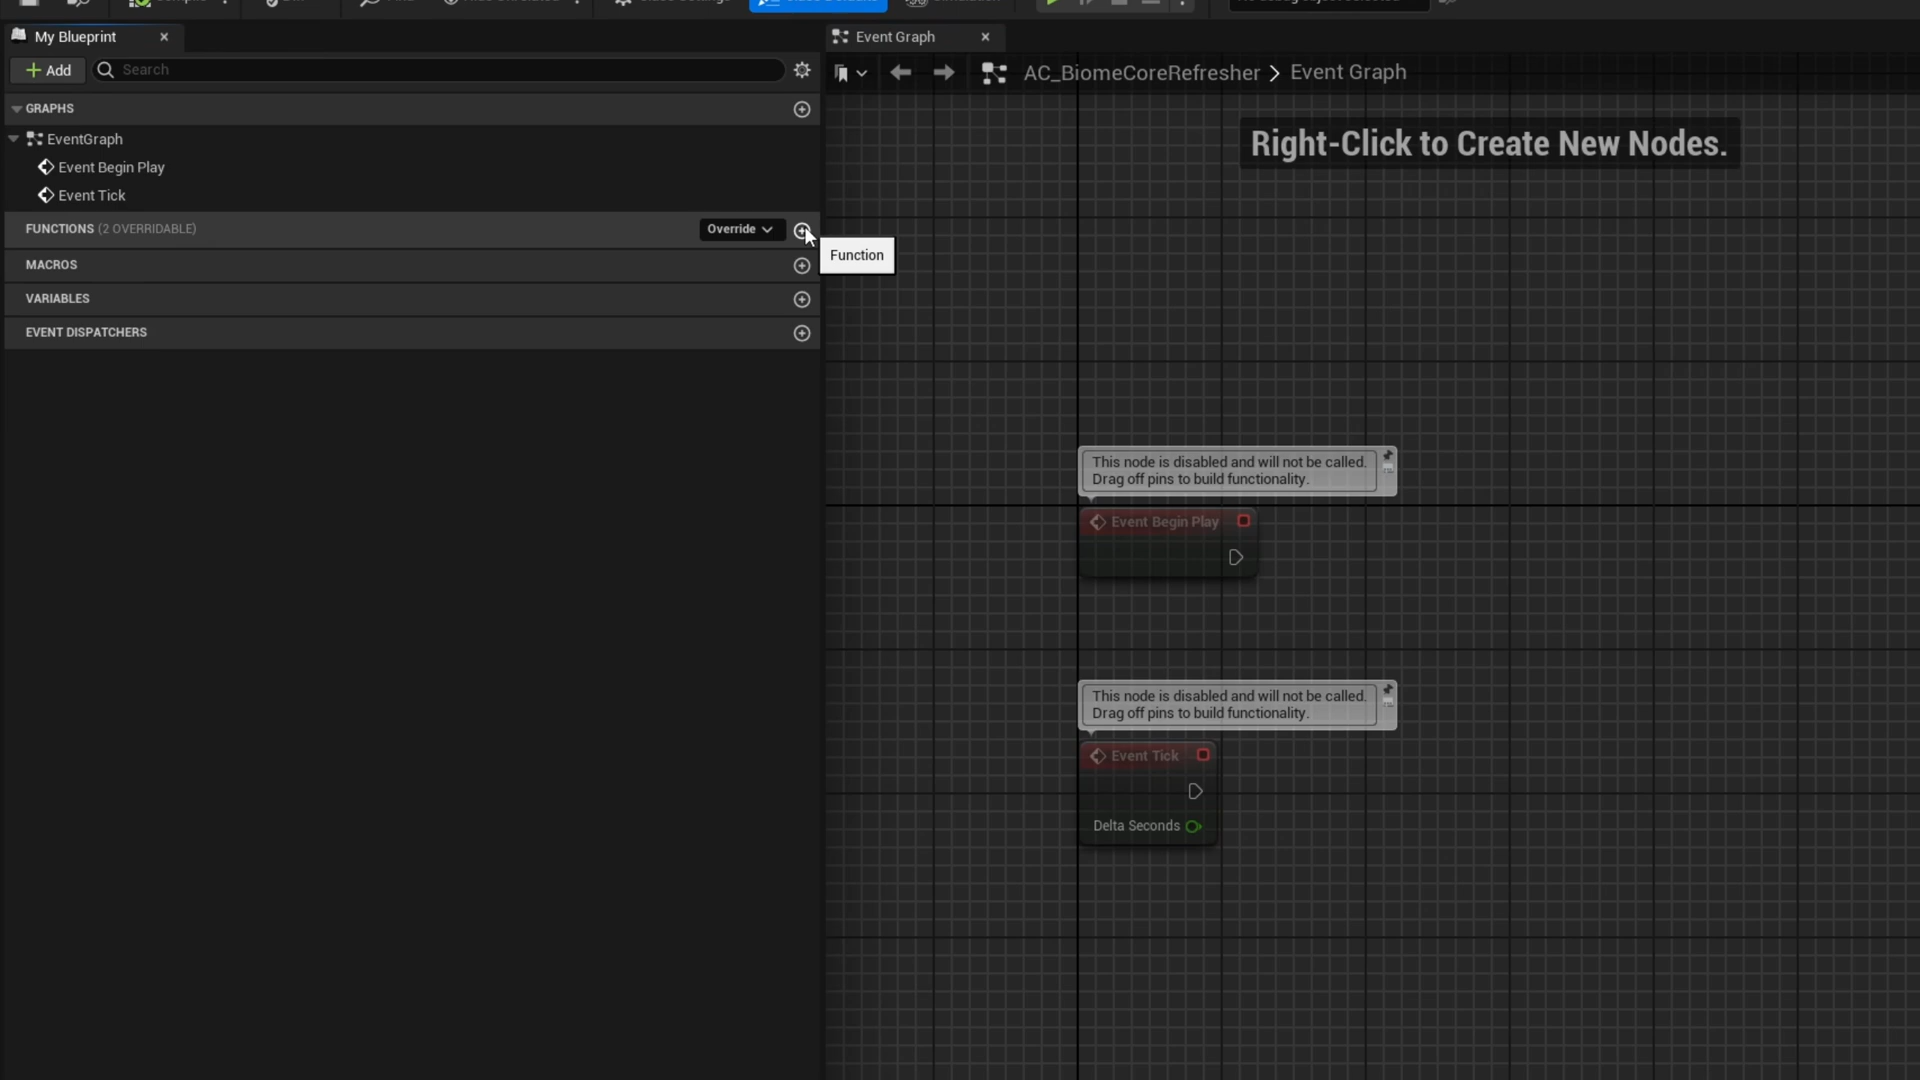 My Blueprint
Event Graph
Add
Search
AC_BiomeCoreRefresher > Event Graph
GRAPHS
EventGraph
Right-Click to Create New Nodes.
Event Begin Play
Event Tick
FUNCTIONS (2 OVERRIDABLE)
Override
Function
MACROS
VARIABLES
EVENT DISPATCHERS
This node is disabled and will not be called.
Drag off pins to build functionality.
Event Begin Play
This node is disabled and will not be called.
Drag off pins to build functionality.
Event Tick
Delta Seconds